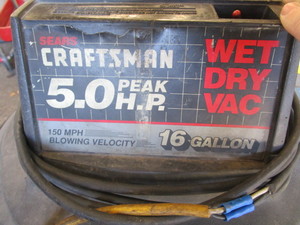 SEARS
CRAFTSMAN
5.0 PEAK H.P.
WET
DRY
VAC
150 MPH
BLOWING VELOCITY
16 GALLON